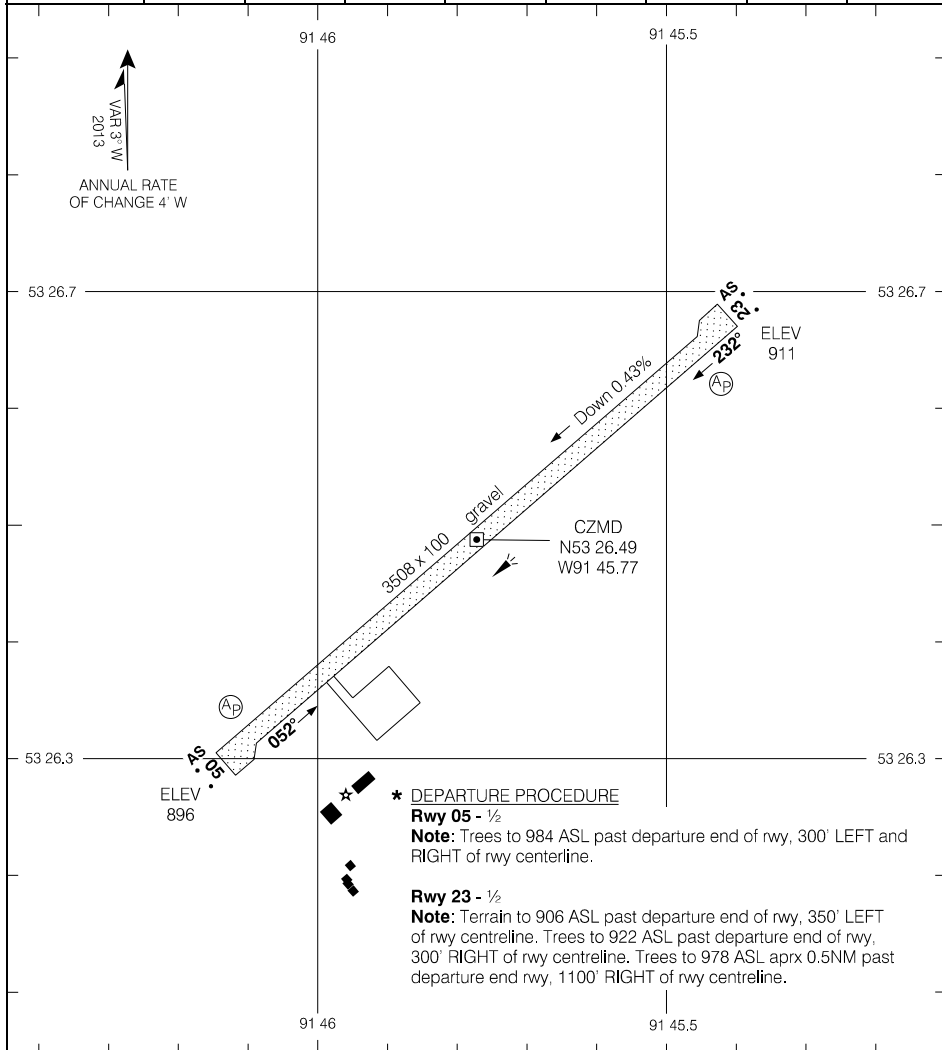 91 46
91 45.5
VAR 3° W
2013
ANNUAL RATE
OF CHANGE 4' W
53 26.7
53 26.7
AS
23
ELEV
911
232°
AP
Down 0.43%
gravel
3508 x 100
CZMD
N53 26.49
W91 45.77
AP
052°
AS
05
53 26.3
53 26.3
ELEV
896
* DEPARTURE PROCEDURE
Rwy 05 - ½
Note: Trees to 984 ASL past departure end of rwy, 300' LEFT and
RIGHT of rwy centerline.
Rwy 23 - ½
Note: Terrain to 906 ASL past departure end of rwy, 350' LEFT
of rwy centreline. Trees to 922 ASL past departure end of rwy,
300' RIGHT of rwy centreline. Trees to 978 ASL aprx 0.5NM past
departure end rwy, 1100' RIGHT of rwy centreline.
91 46
91 45.5